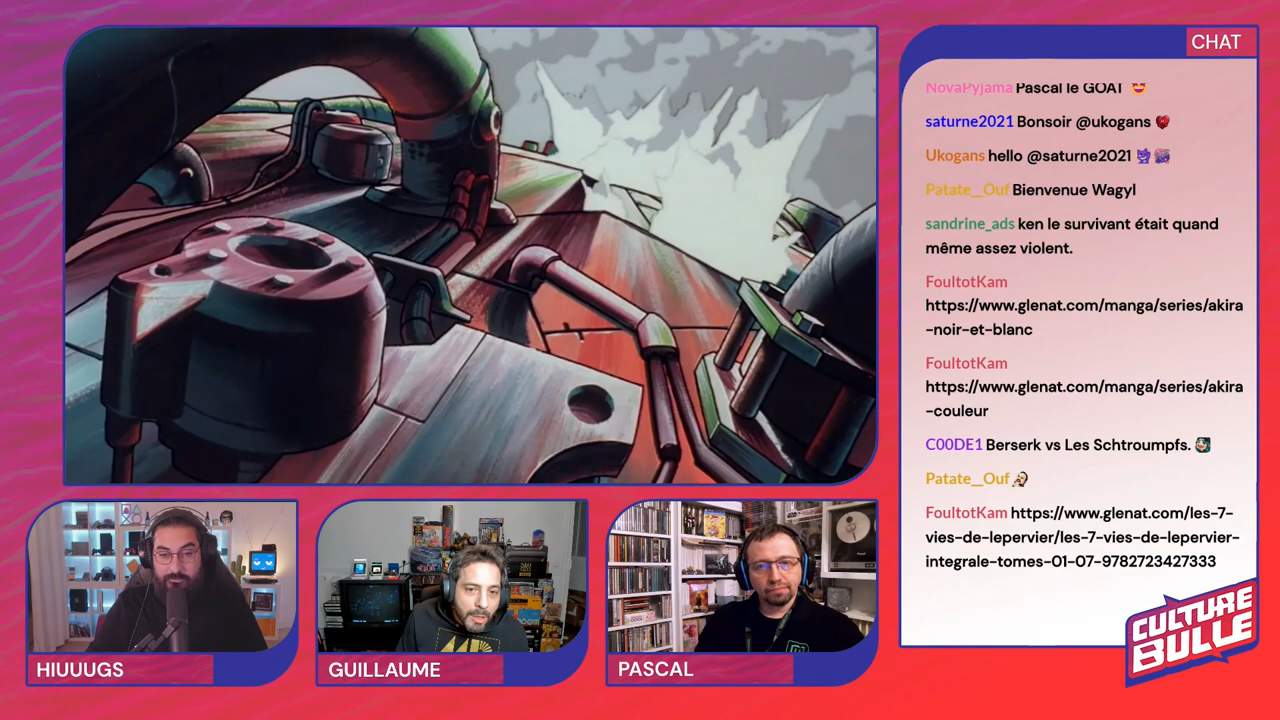 CHAT
NovaPyjama Pascal le GOAT
saturne2021 Bonsoir @ukogans
Ukogans hello @saturne2021
Patate__Ouf Bienvenue Wagyl
sandrine_ads ken le survivant était quand
même assez violent.
FoultotKam
https://www.glenat.com/manga/series/akira
-noir-et-blanc
FoultotKam
https://www.glenat.com/manga/series/akira
-couleur
C00DE1 Berserk vs Les Schtroumpfs.
Patate__Ouf
FoultotKam https://www.glenat.com/les-7-
vies-de-lepervier/les-7-vies-de-lepervier-
integrale-tomes-01-07-9782723427333
HIUUUGS
GUILLAUME
PASCAL
CULTURE
BULLE